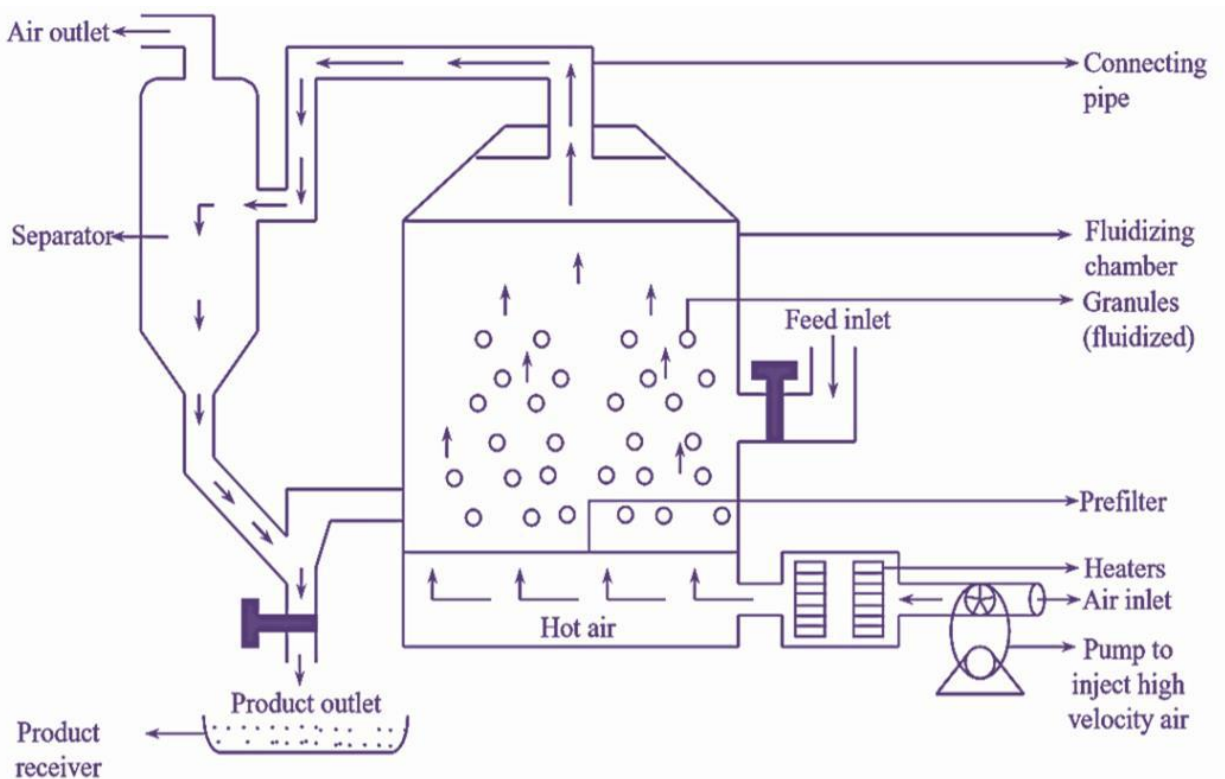 Air outlet
Connecting
pipe
Separator
Fluidizing
chamber
Granules
(fluidized)
Feed inlet
Prefilter
Heaters
Air inlet
Hot air
Pump to
inject high
velocity air
Product outlet
Product
receiver